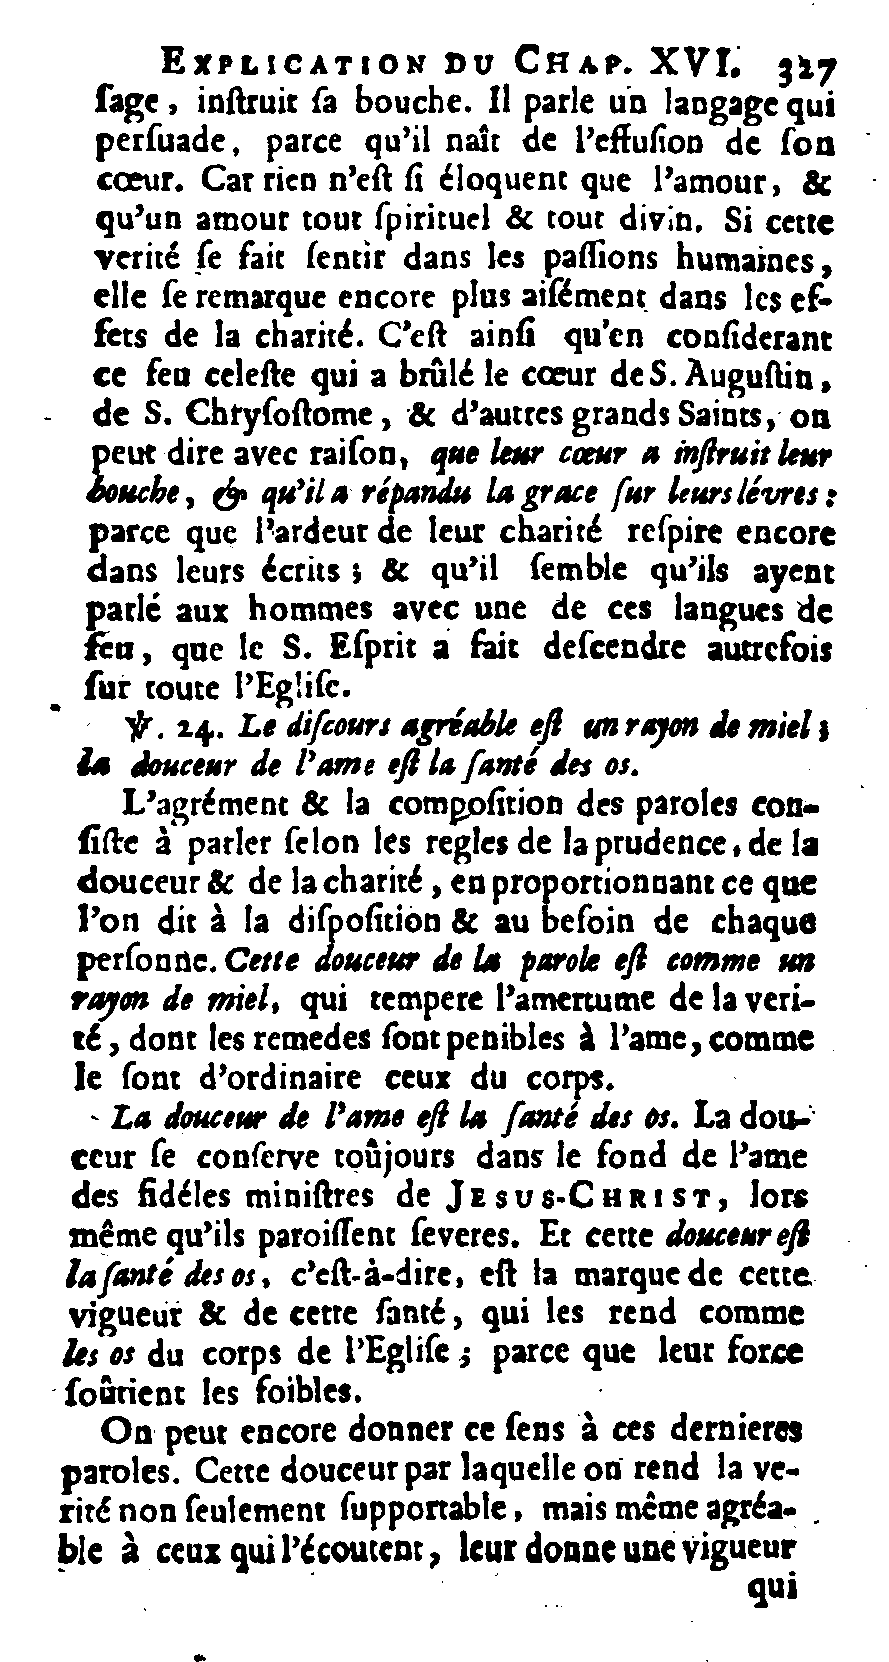 EXPLICATION DU CHAP. XVI. 327
ſage, inſtruit ſa bouche. Il parle un langage qui
perſuade, parce qu'il naît de l'effuſion de ſon
cœur. Car rien n'eſt ſi éloquent que l'amour, &
qu'un amour tout ſpirituel & tout divin. Si cette
verité ſe fait ſentir dans les paſſions humaines,
elle ſe remarque encore plus aiſément dans les ef-
fets de la charité. C'eſt ainſi qu'en conſiderant
ce feu celeſte qui a brûlé le cœur de S. Auguſtin,
de S. Chryſoſtome, & d'autres grands Saints, on
peut dire avec raiſon, que leur cœur a inſtruit leur
bouche, & qu'il a répandu la grace ſur leurs lévres:
parce que l'ardeur de leur charité reſpire encore
dans leurs écrits; & qu'il ſemble qu'ils ayent
parlé aux hommes avec une de ces langues de
feu, que le S. Eſprit a fait deſcendre autrefois
ſur toute l'Egliſe.
℣. 24. Le diſcours agréable eſt un rayon de miel;
la douceur de l'ame eſt la ſanté des os.
L'agrément & la compoſition des paroles con-
ſiſte à parler ſelon les regles de la prudence, de la
douceur & de la charité, en proportionnant ce que
l'on dit à la diſpoſition & au beſoin de chaque
perſonne. Cette douceur de la parole eſt comme un
rayon de miel, qui tempere l'amertume de la veri-
té, dont les remedes ſont penibles à l'ame, comme
le ſont d'ordinaire ceux du corps.
La douceur de l'ame eſt la ſanté des os. La dou-
ceur ſe conſerve toûjours dans le fond de l'ame
des fidéles miniſtres de JESUS-CHRIST, lors
même qu'ils paroiſſent ſeveres. Et cette douceur eſt
la ſanté des os, c'eſt-à-dire, eſt la marque de cette
vigueur & de cette ſanté, qui les rend comme
les os du corps de l'Egliſe; parce que leur force
ſoûtient les foibles.
On peut encore donner ce ſens à ces dernieres
paroles. Cette douceur par laquelle on rend la ve-
rité non ſeulement ſupportable, mais même agréa-
ble à ceux qui l'écoutent, leur donne une vigueur
qui